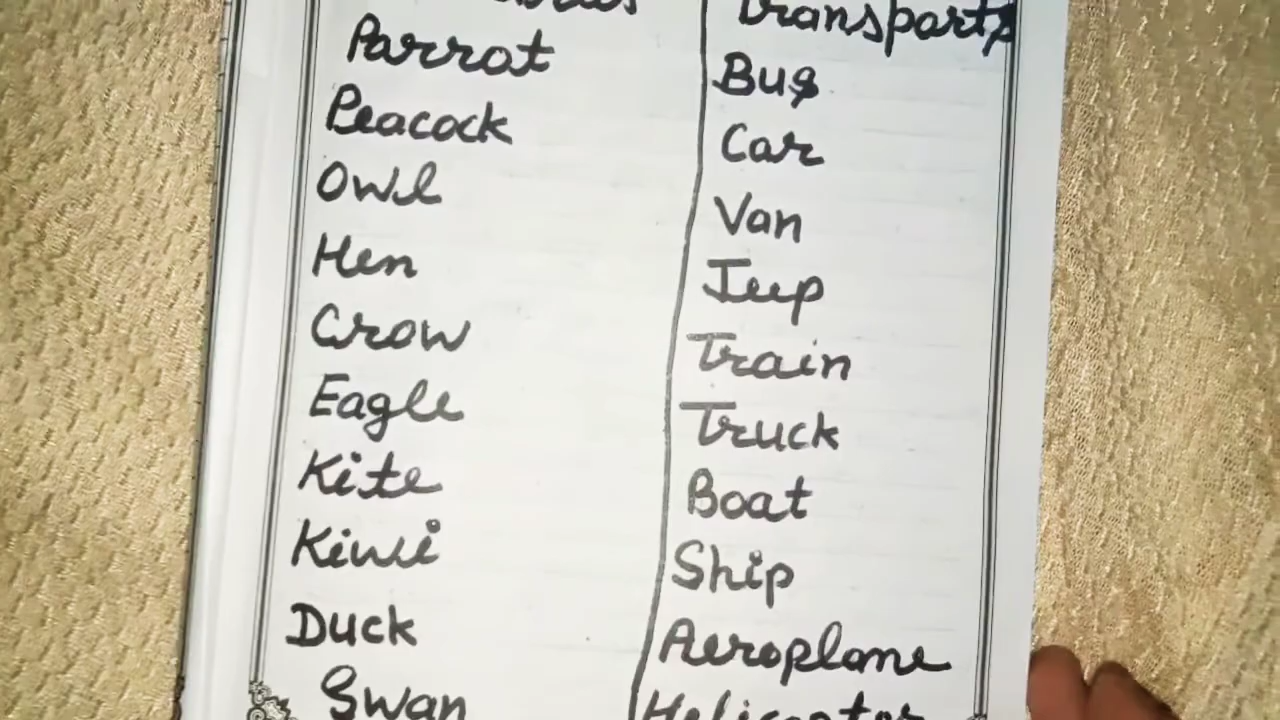 Transports
Parrot
Peacock
Owl
Hen
Crow
Eagle
Kite
Kiwi
Duck
Swan
Bus
Car
Van
Jeep
Train
Truck
Boat
Ship
Aeroplane
Helicopter